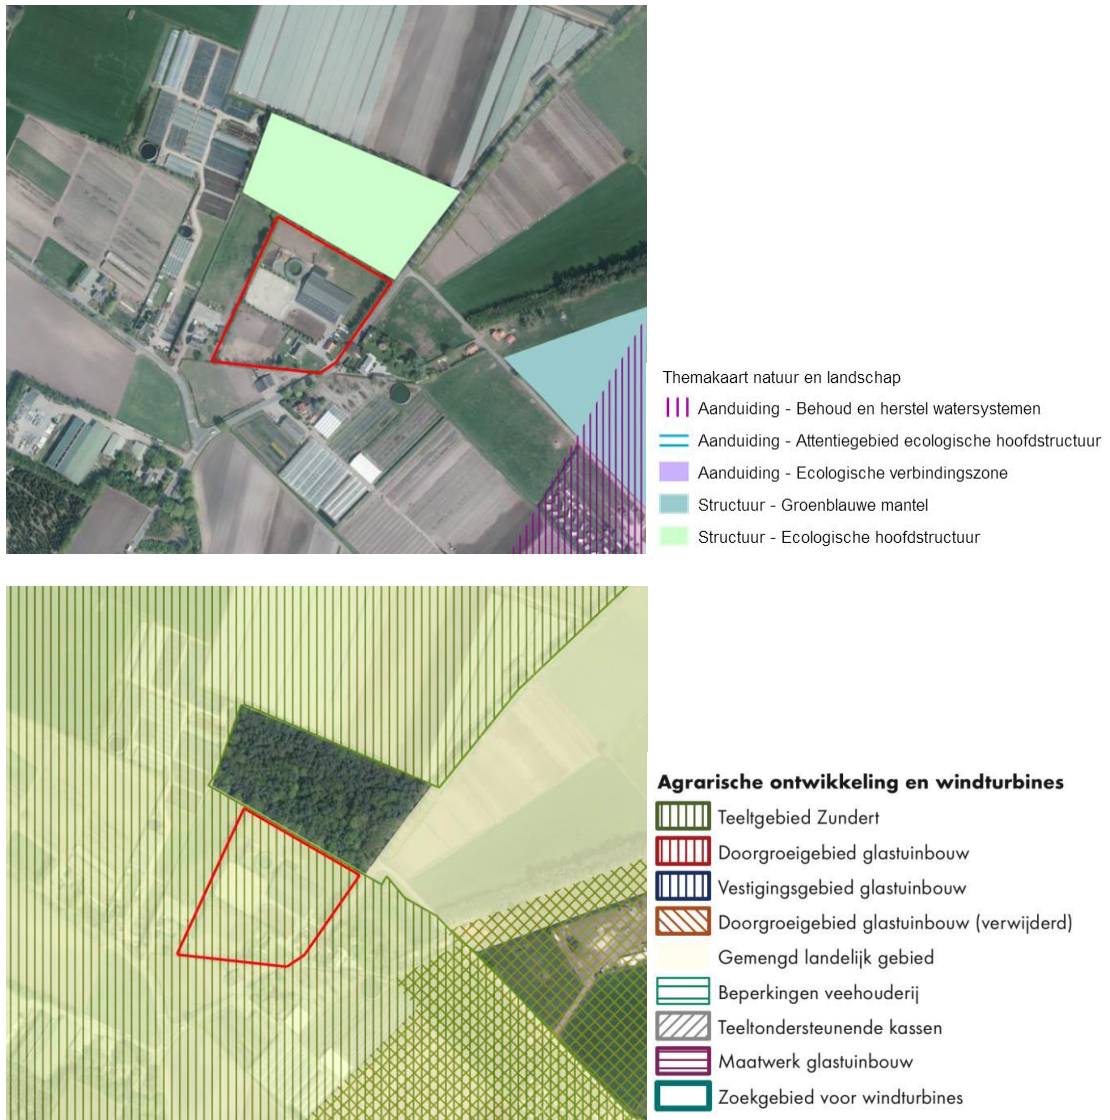 Themakaart natuur en landschap
Aanduiding - Behoud en herstel watersystemen
Aanduiding - Attentiegebied ecologische hoofdstructuur
Aanduiding - Ecologische verbindingszone
Structuur - Groenblauwe mantel
Structuur - Ecologische hoofdstructuur
Agrarische ontwikkeling en windturbines
Teeltgebied Zundert
Doorgroeigebied glastuinbouw
Vestigingsgebied glastuinbouw
Doorgroeigebied glastuinbouw (verwijderd)
Gemengd landelijk gebied
Beperkingen veehouderij
Teeltondersteunende kassen
Maatwerk glastuinbouw
Zoekgebied voor windturbines